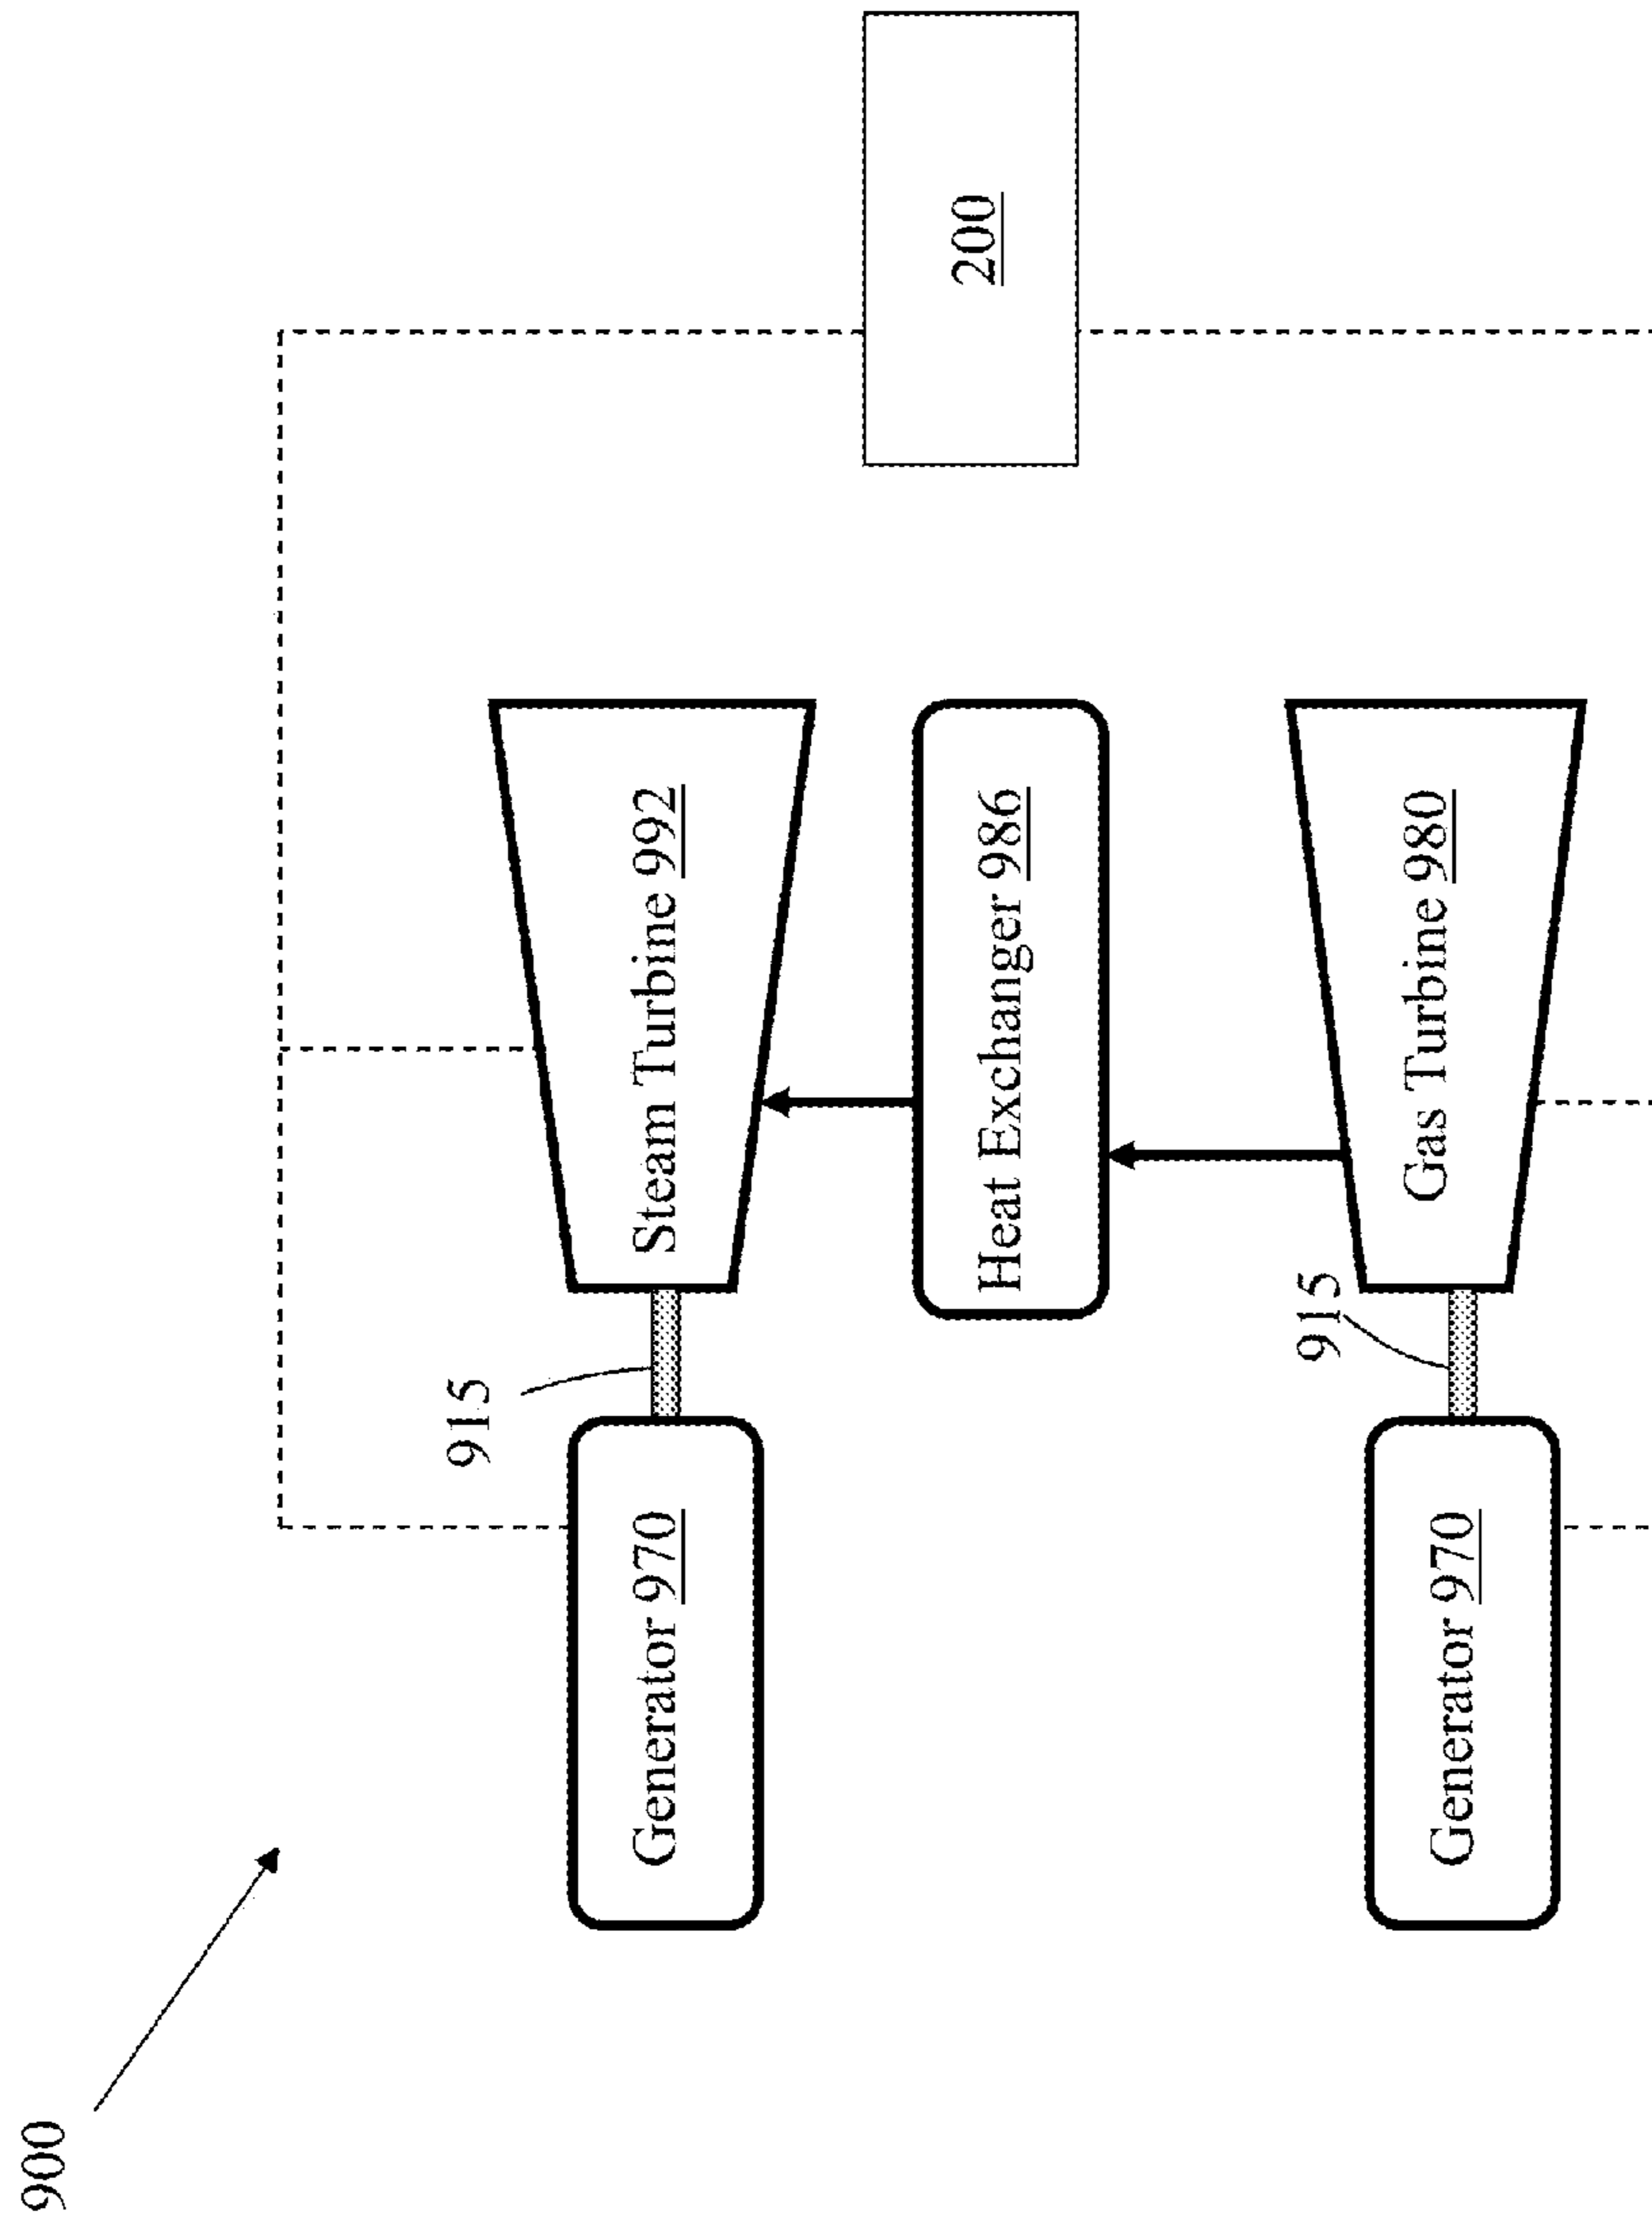 900
Generator 970
915
Steam Turbine 992
Heat Exchanger 986
200
Generator 970
915
Gas Turbine 980